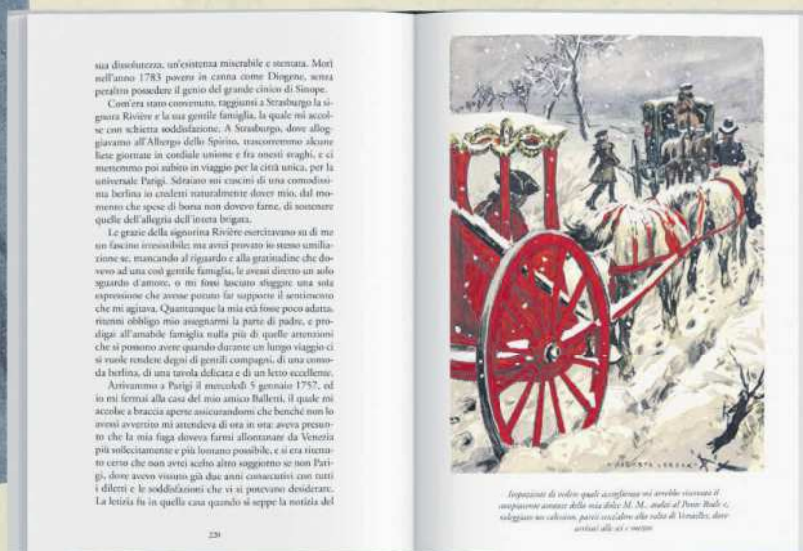 sua dissolutezza, un'esistenza miserabile e stentata. Morì
nell'anno 1783 povero in canna come Diogene, senza
peraltro possedere il genio del grande cinico di Sinope.
Com'era stato convenuto, raggiunsi a Strasburgo la si-
gnora Rivière e la sua gentile famiglia, la quale mi accol-
se con schietta soddisfazione. A Strasburgo, dove allog-
giavamo all'Albergo dello Spirito, trascorremmo alcune
liete giornate in cordiale unione e fra onesti svaghi, e ci
mettemmo poi subito in viaggio per la città unica, per la
universale Parigi. Sdraiato sui cuscini di una comodissi-
ma berlina io credetti naturalmente dover mio, dal mo-
mento che spese di borsa non dovevo farne, di sostenere
quelle dell'allegria dell'intera brigata.
Le grazie della signorina Rivière esercitavano su di me
un fascino irresistibile; ma avrei provato io stesso umilia-
zione se, mancando al riguardo e alla gratitudine che do-
vevo ad una così gentile famiglia, le avessi diretto un solo
sguardo d'amore, o mi fossi lasciato sfuggire una sola
espressione che avesse potuto far supporre il sentimento
che mi agitava. Quantunque la mia età fosse poco adatta,
ritenni obbligo mio assegnarmi la parte di padre, e pro-
digai all'amabile famiglia nulla più di quelle attenzioni
che si possono avere quando durante un lungo viaggio ci
si vuole rendere degni di gentili compagni, di una como-
da berlina, di una tavola delicata e di un letto eccellente.
Arrivammo a Parigi il mercoledì 5 gennaio 1757, ed
io mi fermai alla casa del mio amico Balletti, il quale mi
accolse a braccia aperte assicurandomi che benché non lo
avessi avvertito mi attendeva di ora in ora: aveva presun-
to che la mia fuga doveva farmi allontanare da Venezia
più sollecitamente e più lontano possibile, e si era ritenu-
to certo che non avrei scelto altro soggiorno se non Pari-
gi, dove avevo vissuto già due anni consecutivi con tutti
i diletti e le soddisfazioni che vi si potevano desiderare.
La letizia fu in quella casa quando si seppe la notizia del
220
Impaziente di vedere quale accoglienza mi avrebbe riservato il
compiacente amante della mia dolce M. M., andai al Ponte Reale e,
noleggiato un calessino, partii senz'altro alla volta di Versailles, dove
arrivai alle sei e mezzo.